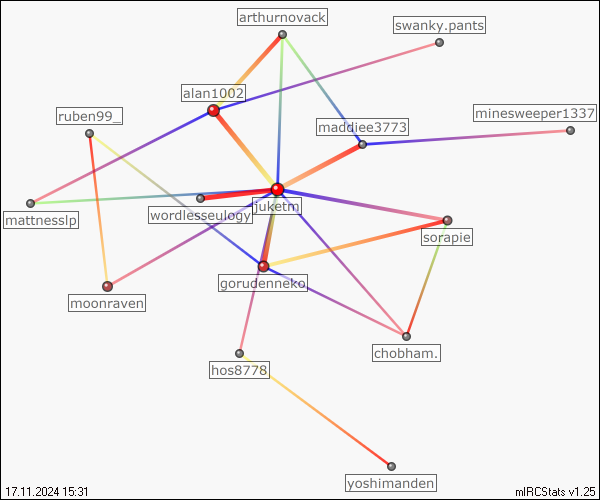 arthurnovack
swanky.pants
alan1002
ruben99_
minesweeper1337
maddiee3773
mattnesslp
wordlesseulogy
juketm
sorapie
gorudenneko
moonraven
chobham.
hos8778
yoshimanden
17.11.2024 15:31
mIRCStats v1.25